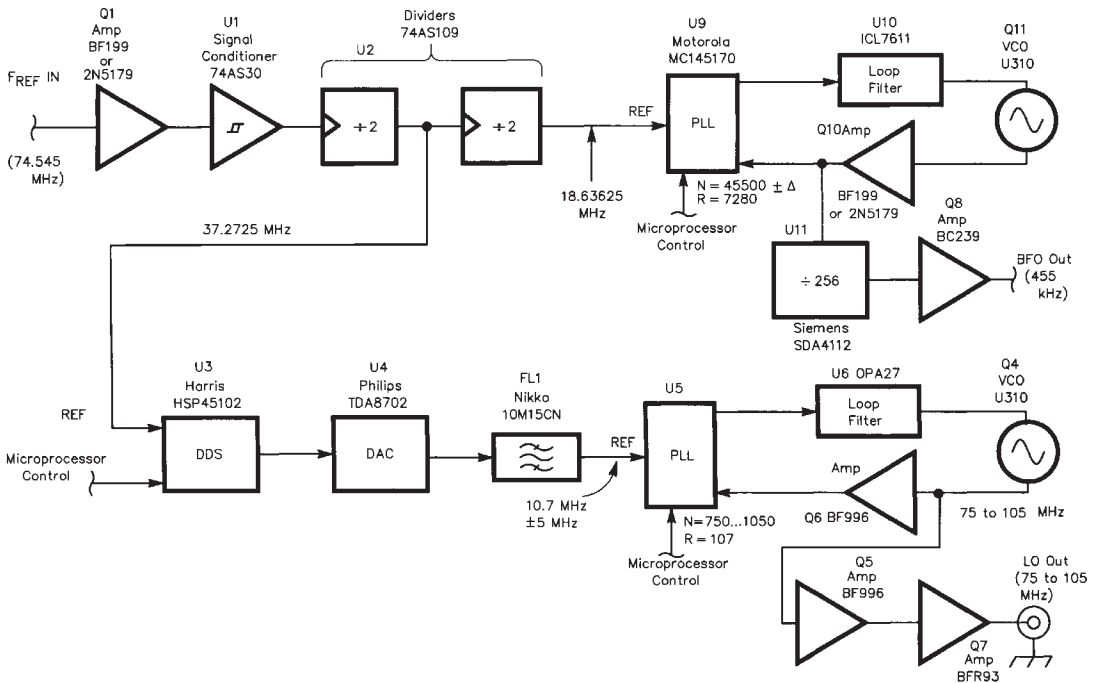 Q1
Amp
BF199
or
2N5179
FREF IN
(74.545
MHz)
U1
Signal
Conditioner
74AS30
Dividers
74AS109
U2
÷2
÷2
37.2725 MHz
18.63625
MHz
REF
U9
Motorola
MC145170
PLL
N = 45500 ± Δ
R = 7280
Microprocessor
Control
U10
ICL7611
Loop
Filter
Q11
VCO
U310
Q10Amp
BF199
or 2N5179
U11
÷ 256
Siemens
SDA4112
Q8
Amp
BC239
BFO Out
(455
kHz)
REF
Microprocessor
Control
U3
Harris
HSP45102
DDS
U4
Philips
TDA8702
DAC
FL1
Nikko
10M15CN
REF
10.7 MHz
±5 MHz
U5
PLL
N=750...1050
R = 107
Microprocessor
Control
U6 OPA27
Loop
Filter
Q4
VCO
U310
Amp
Q6 BF996
75 to 105 MHz
Q5
Amp
BF996
Q7
Amp
BFR93
LO Out
(75 to 105
MHz)